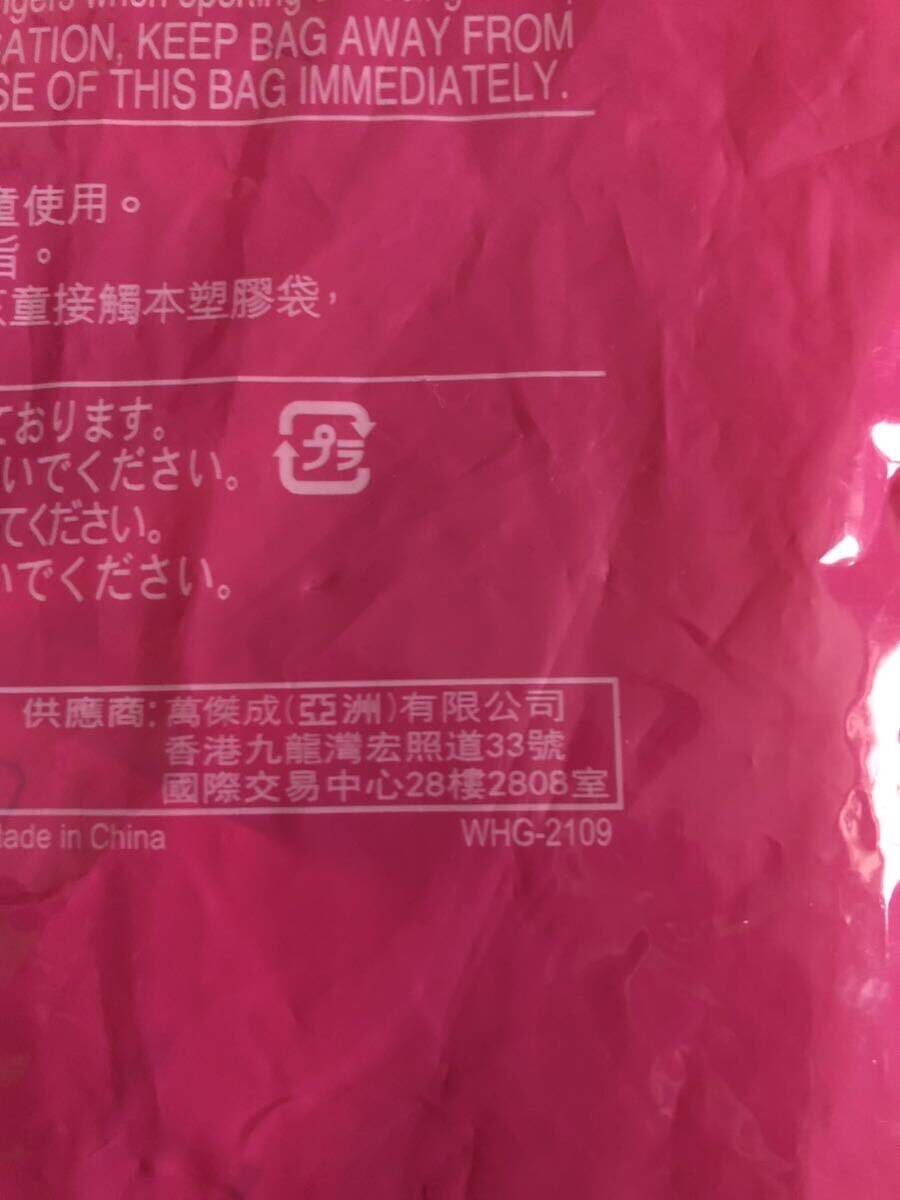 CATION, KEEP BAG AWAY FROM
SE OF THIS BAG IMMEDIATELY.
童使用。
旨。
童接觸本塑膠袋，
ております。
いでください。
てください。
いでください。
プラ
供應商：萬傑成（亞洲）有限公司
香港九龍灣宏照道33號
國際交易中心28樓2808室
Made in China
WHG-2109